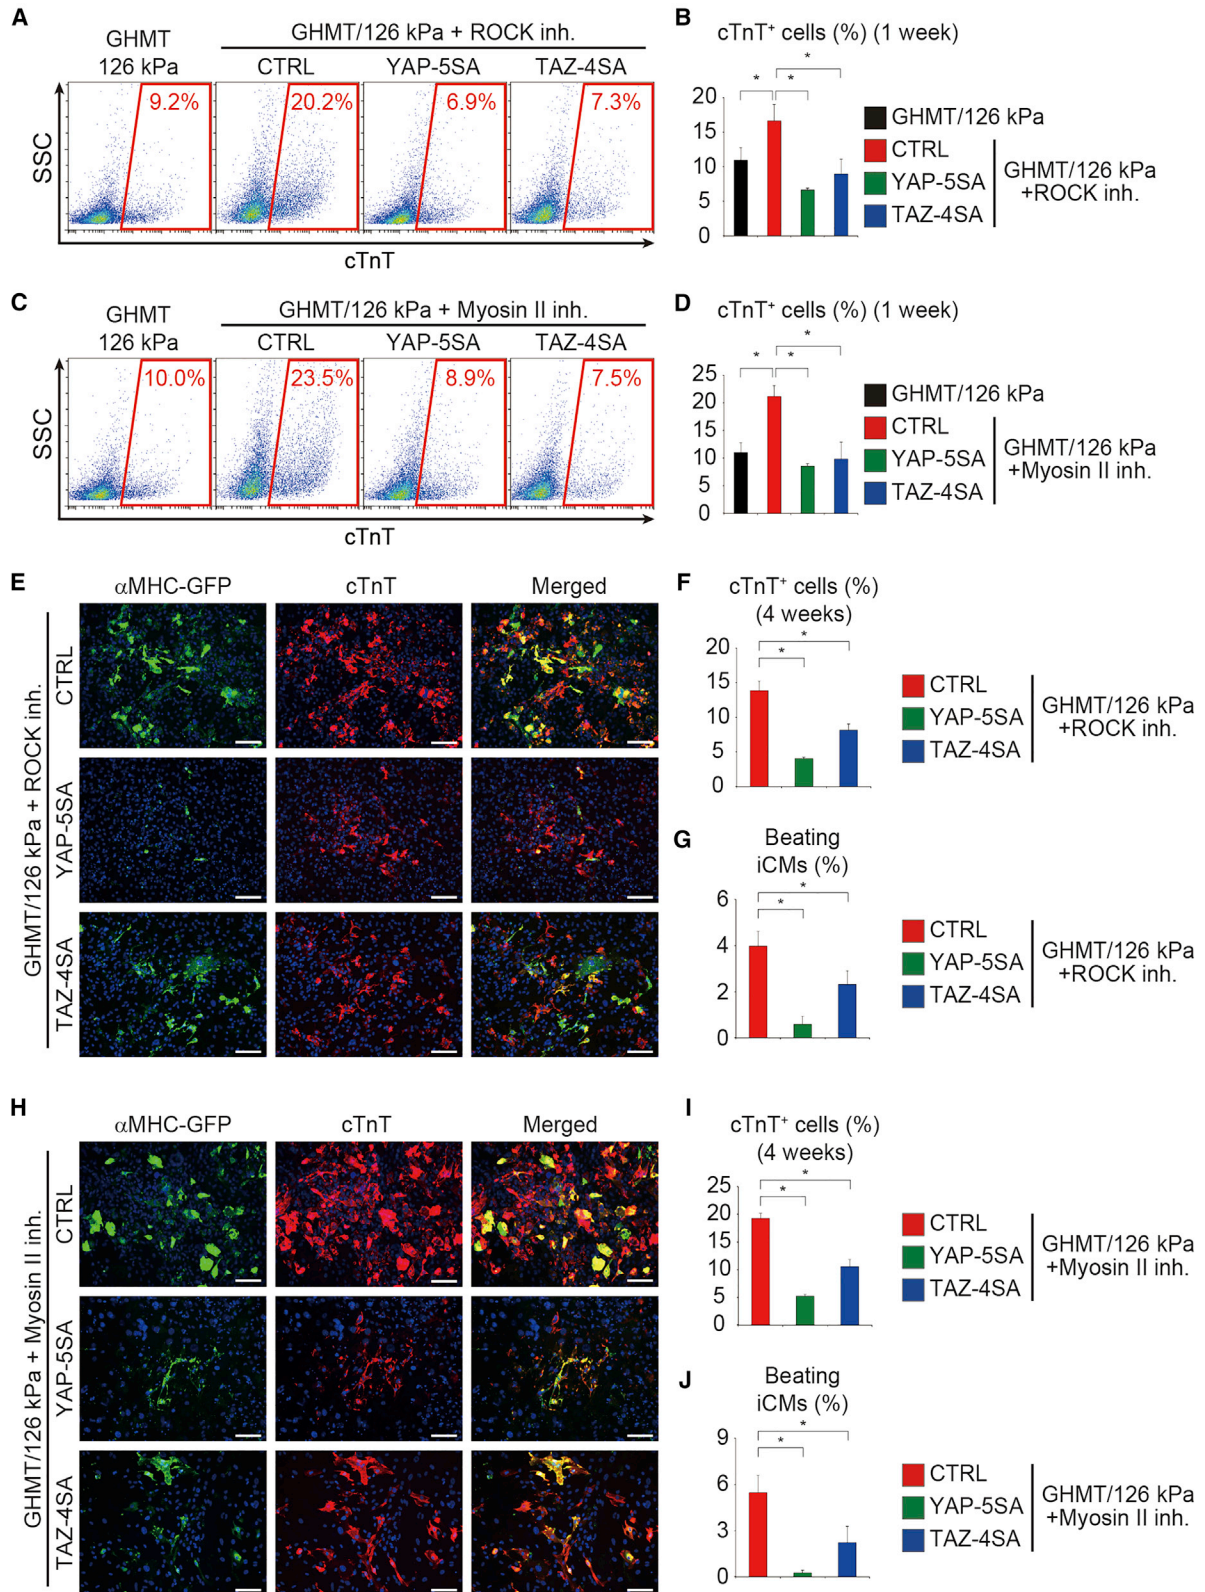 A
GHMT
126 kPa
GHMT/126 kPa + ROCK inh.
CTRL
YAP-5SA
TAZ-4SA
9.2%
20.2%
6.9%
7.3%
SSC
cTnT
B
cTnT+ cells (%) (1 week)
*
* *
20
15
10
5
0
GHMT/126 kPa
CTRL
YAP-5SA
TAZ-4SA
GHMT/126 kPa
+ROCK inh.
C
GHMT
126 kPa
GHMT/126 kPa + Myosin II inh.
CTRL
YAP-5SA
TAZ-4SA
10.0%
23.5%
8.9%
7.5%
SSC
cTnT
D
cTnT+ cells (%) (1 week)
*
* *
25
20
15
10
5
0
GHMT/126 kPa
CTRL
YAP-5SA
TAZ-4SA
GHMT/126 kPa
+Myosin II inh.
E
αMHC-GFP
cTnT
Merged
GHMT/126 kPa + ROCK inh.
CTRL
YAP-5SA
TAZ-4SA
F
cTnT+ cells (%)
(4 weeks)
*
*
20
15
10
5
0
CTRL
YAP-5SA
TAZ-4SA
GHMT/126 kPa
+ROCK inh.
G
Beating
iCMs (%)
*
*
6
4
2
0
CTRL
YAP-5SA
TAZ-4SA
GHMT/126 kPa
+ROCK inh.
H
αMHC-GFP
cTnT
Merged
GHMT/126 kPa + Myosin II inh.
CTRL
YAP-5SA
TAZ-4SA
I
cTnT+ cells (%)
(4 weeks)
*
*
25
20
15
10
5
0
CTRL
YAP-5SA
TAZ-4SA
GHMT/126 kPa
+Myosin II inh.
J
Beating
iCMs (%)
*
*
9
6
3
0
CTRL
YAP-5SA
TAZ-4SA
GHMT/126 kPa
+Myosin II inh.